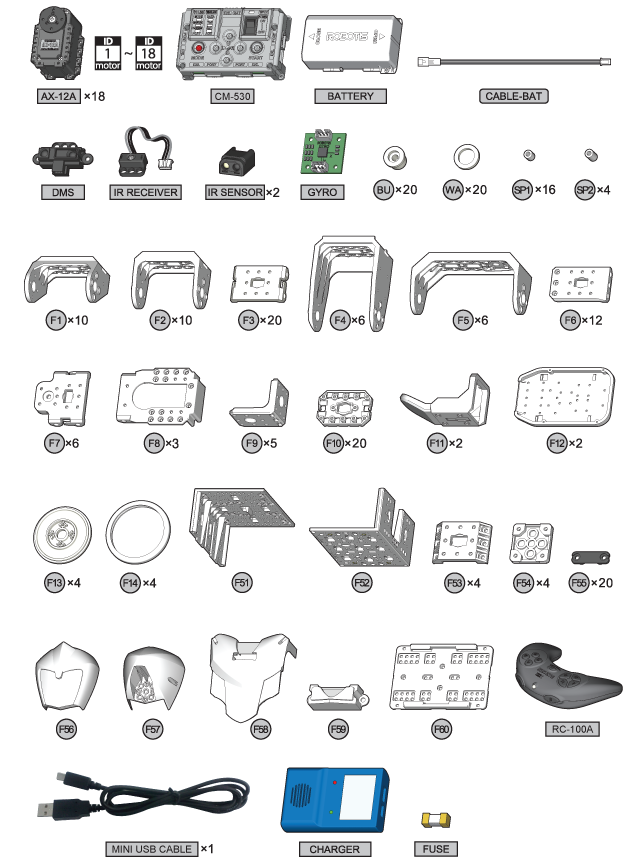 ID
1
motor
~
ID
18
motor
ROBOTIS
AX-12A ×18
CM-530
BATTERY
CABLE-BAT
DMS
IR RECEIVER
IR SENSOR ×2
GYRO
BU ×20
WA ×20
SP1 ×16
SP2 ×4
F1 ×10
F2 ×10
F3 ×20
F4 ×6
F5 ×6
F6 ×12
F7 ×6
F8 ×3
F9 ×5
F10 ×20
F11 ×2
F12 ×2
F13 ×4
F14 ×4
F51
F52
F53 ×4
F54 ×4
F55 ×20
F56
F57
F58
F59
F60
RC-100A
MINI USB CABLE ×1
CHARGER
FUSE